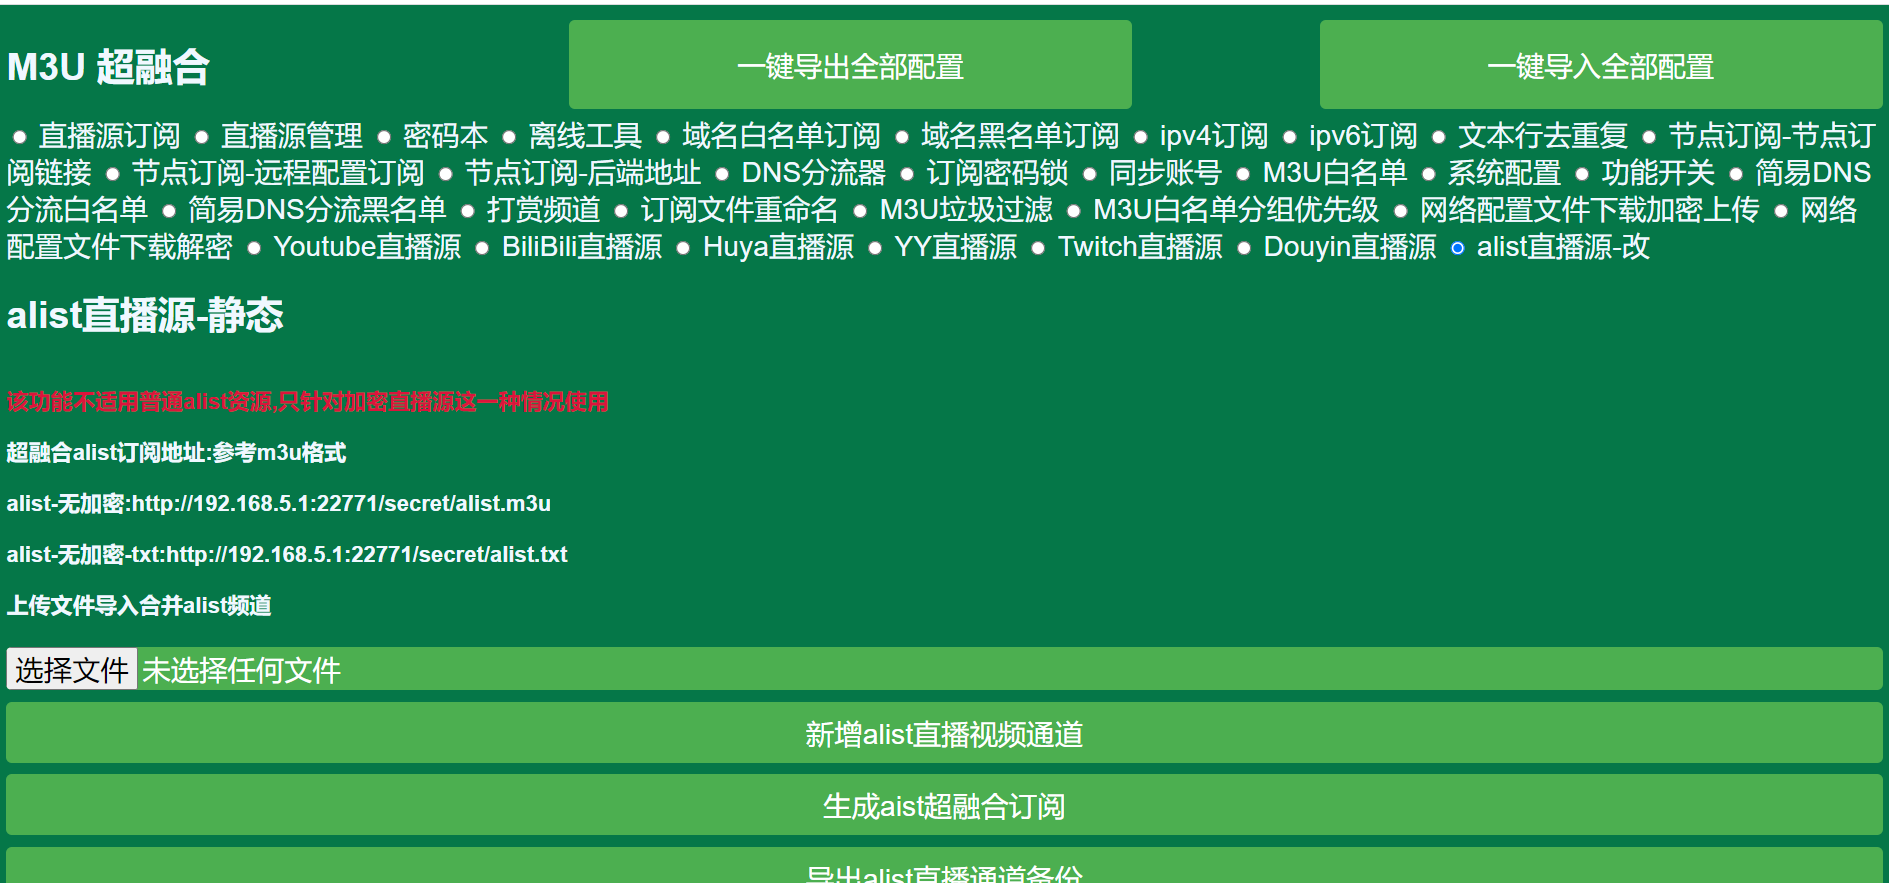 M3U 超融合
一键导出全部配置
一键导入全部配置
直播源订阅 直播源管理 密码本 离线工具 域名白名单订阅 域名黑名单订阅 ipv4订阅 ipv6订阅 文本行去重复 节点订阅-节点订
阅链接 节点订阅-远程配置订阅 节点订阅-后端地址 DNS分流器 订阅密码锁 同步账号 M3U白名单 系统配置 功能开关 简易DNS
分流白名单 简易DNS分流黑名单 打赏频道 订阅文件重命名 M3U垃圾过滤 M3U白名单分组优先级 网络配置文件下载加密上传 网络
配置文件下载解密 Youtube直播源 BiliBili直播源 Huya直播源 YY直播源 Twitch直播源 Douyin直播源 alist直播源-改
alist直播源-静态
该功能不适用普通alist资源,只针对加密直播源这一种情况使用
超融合alist订阅地址:参考m3u格式
alist-无加密:http://192.168.5.1:22771/secret/alist.m3u
alist-无加密-txt:http://192.168.5.1:22771/secret/alist.txt
上传文件导入合并alist频道
选择文件 未选择任何文件
新增alist直播视频通道
生成aist超融合订阅
导出alist直播通道备份